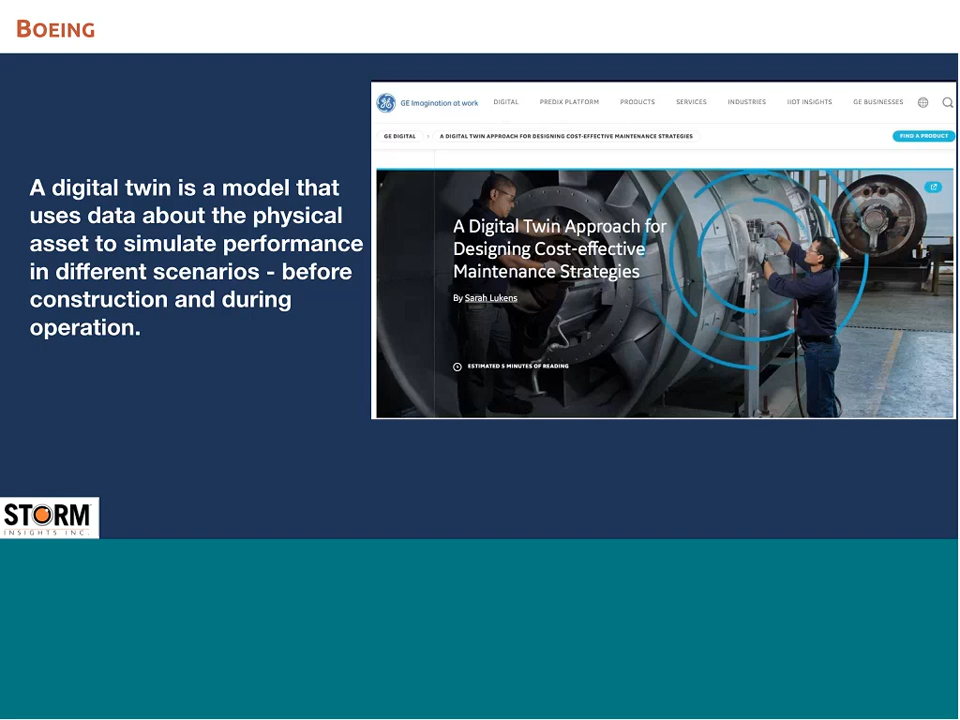 BOEING
GE imagination at work
DIGITAL
PREDIX PLATFORM
PRODUCTS
SERVICES
INDUSTRIES
IIOT INSIGHTS
GE BUSINESSES
GE DIGITAL › A DIGITAL TWIN APPROACH FOR DESIGNING COST-EFFECTIVE MAINTENANCE STRATEGIES
FIND A PRODUCT
A digital twin is a model that
uses data about the physical
asset to simulate performance
in different scenarios - before
construction and during
operation.
A Digital Twin Approach for
Designing Cost-effective
Maintenance Strategies
By Sarah Lukens
ESTIMATED 5 MINUTES OF READING
STORM
INSIGHTS INC.